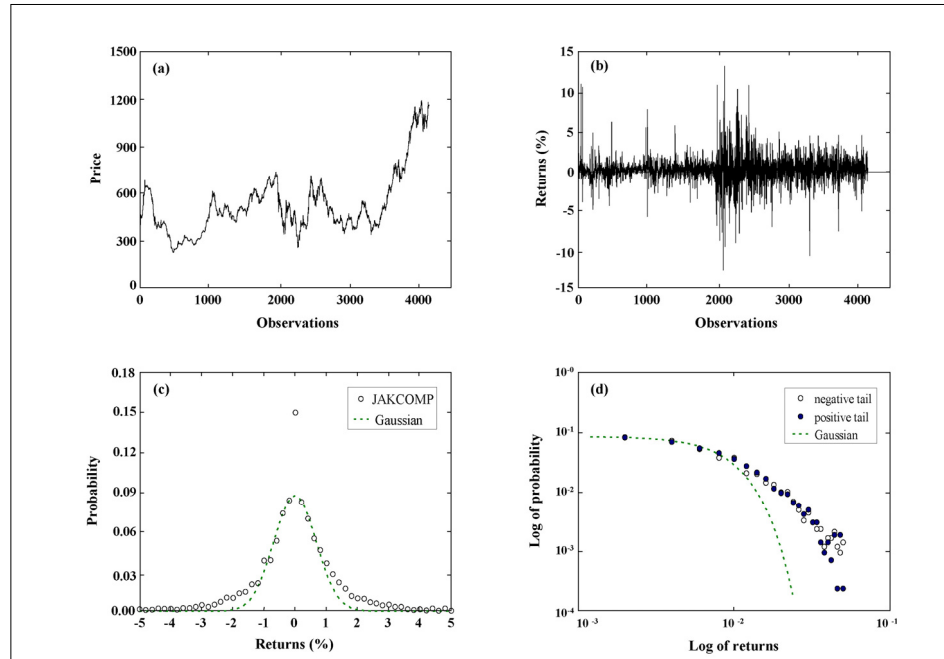 (a)
1500
1200
900
600
300
0
Price
0 1000 2000 3000 4000
Observations
(b)
15
10
5
0
-5
-10
-15
Returns (%)
0 1000 2000 3000 4000
Observations
(c)
0.18
0.15
0.12
0.09
0.06
0.03
0.00
Probability
JAKCOMP
Gaussian
-5 -4 -3 -2 -1 0 1 2 3 4 5
Returns (%)
(d)
10⁻⁰
10⁻¹
10⁻²
10⁻³
10⁻⁴
Log of probability
negative tail
positive tail
Gaussian
10⁻³ 10⁻² 10⁻¹
Log of returns